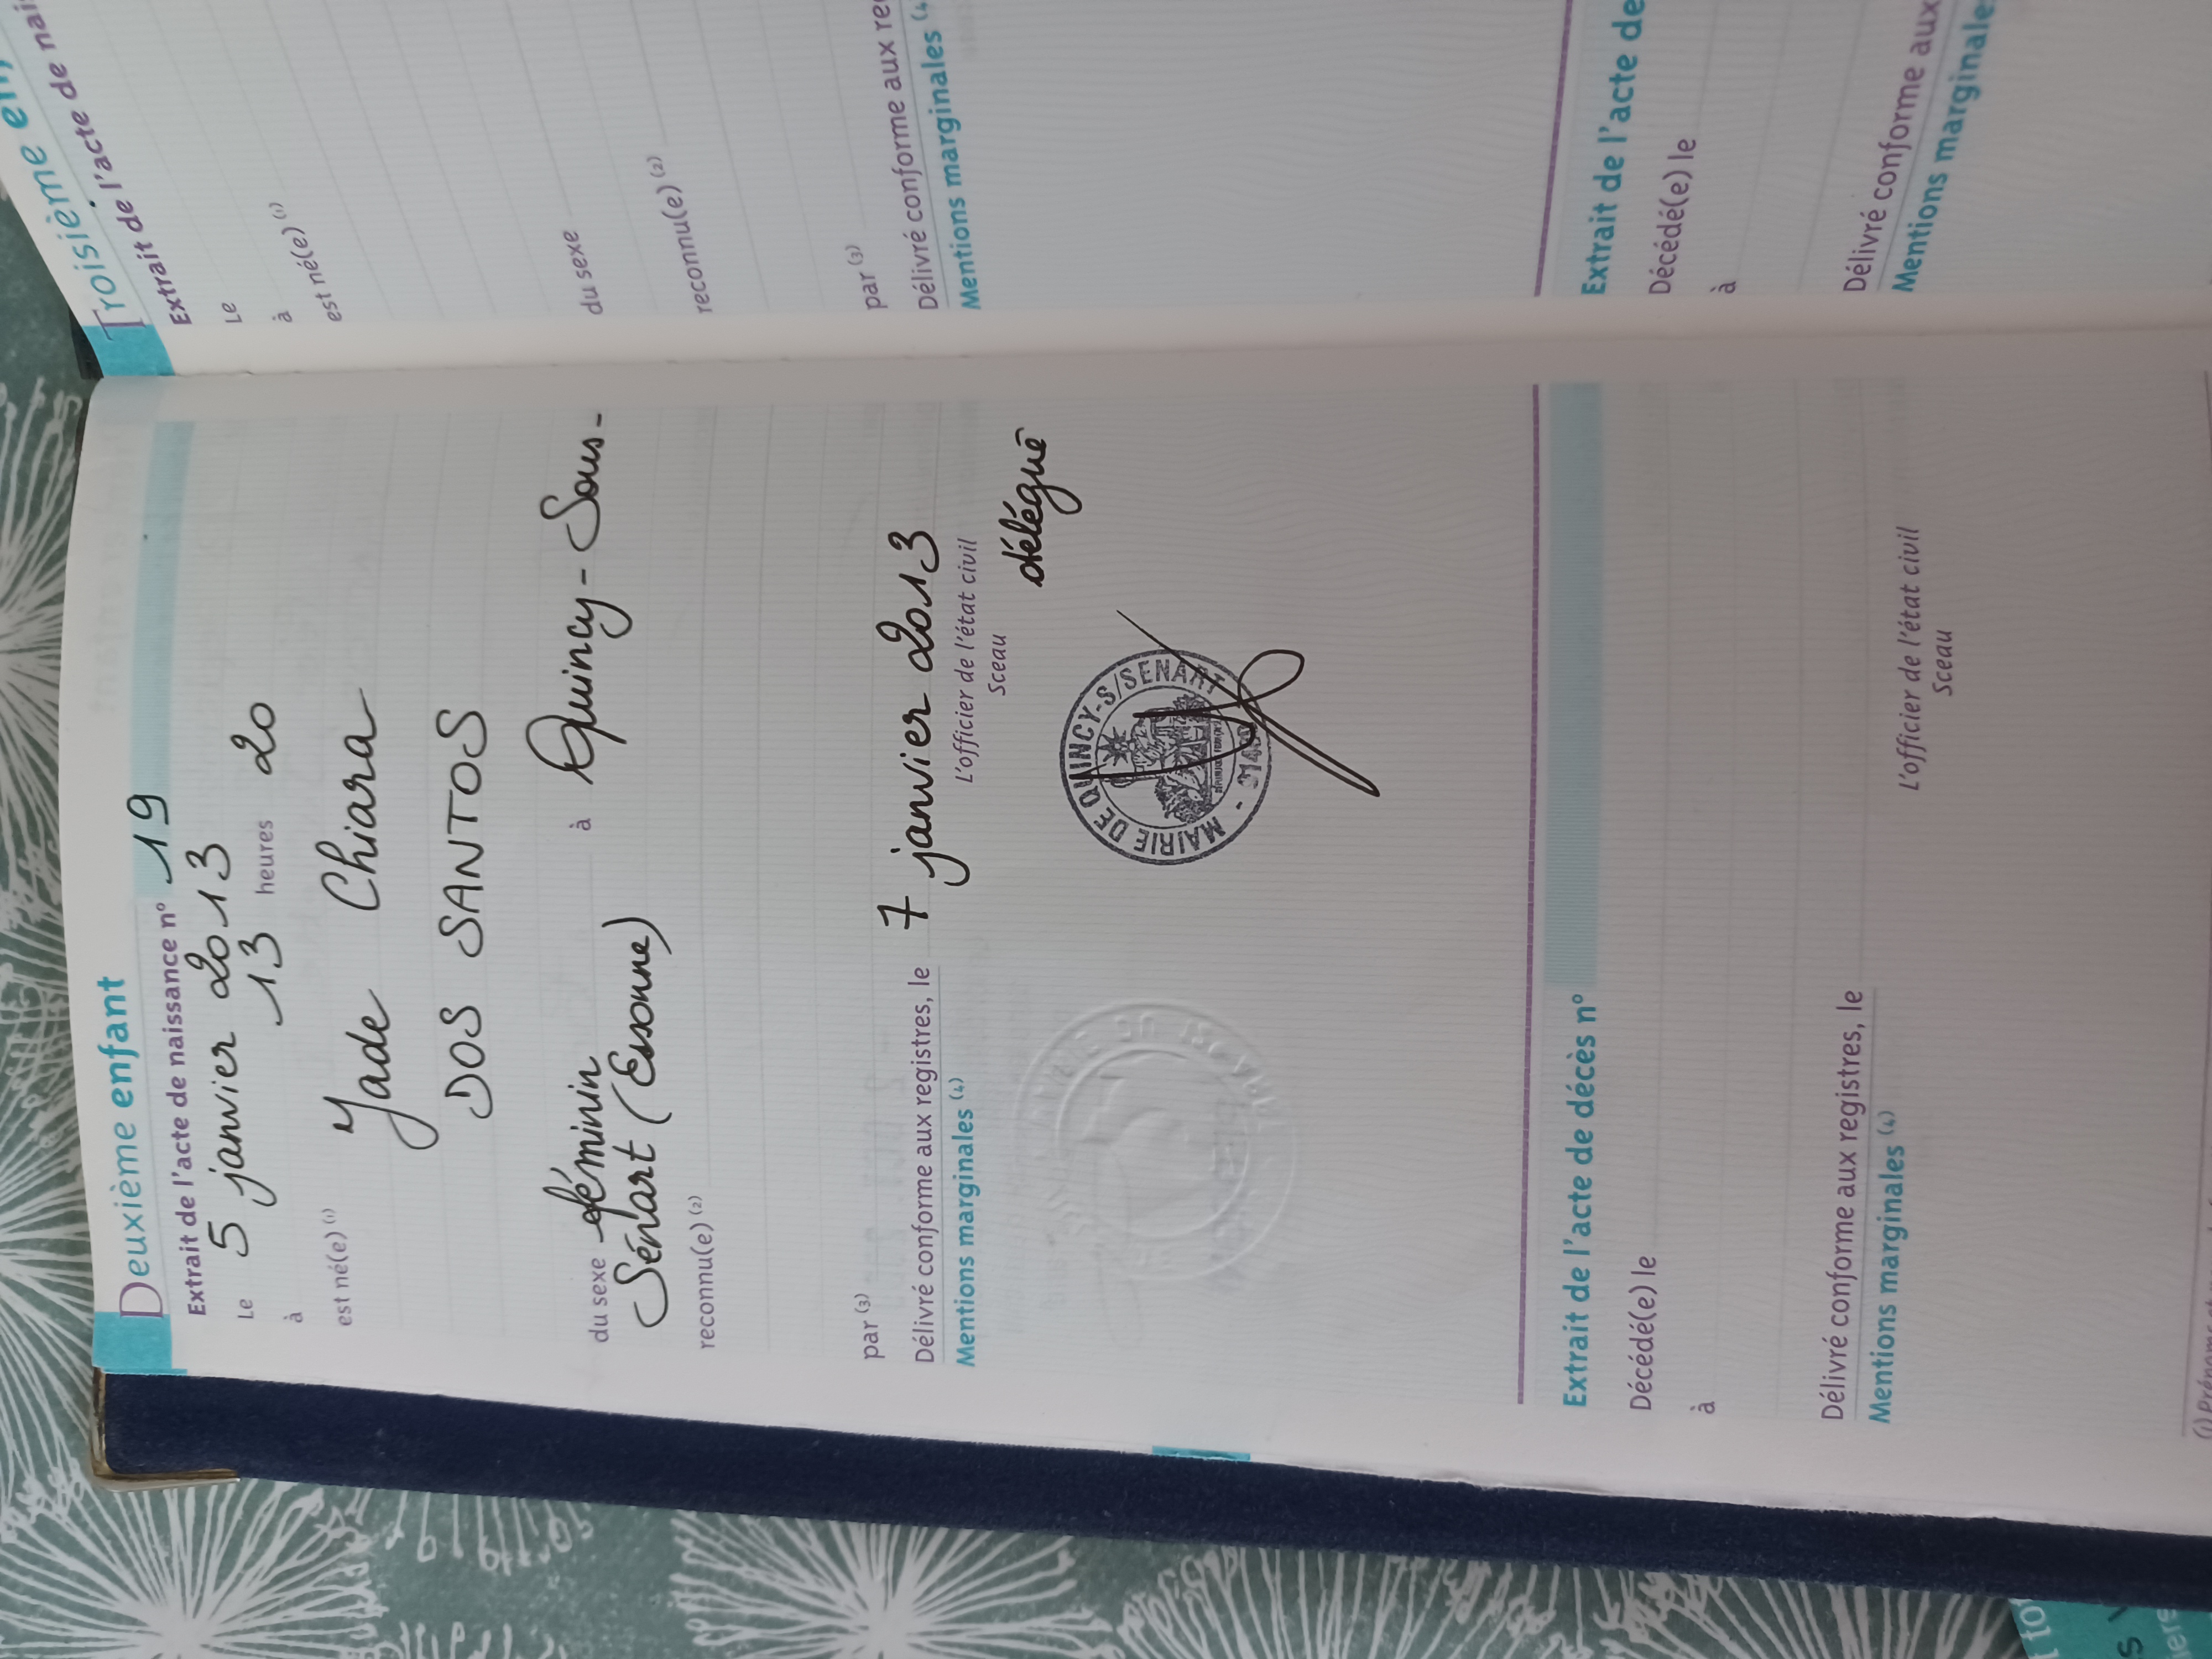 Deuxième enfant
Extrait de l'acte de naissance n° 19
Le 5 janvier 2013
à 13 heures 20
est né(e) (1) Jade Chiara
DOS SANTOS
du sexe féminin à Quincy-Sous-
Sénart (Essonne)
reconnu(e) (2)
par (3)
Délivré conforme aux registres, le 7 janvier 2013
Mentions marginales (4) L'officier de l'état civil
Sceau
délégué
MAIRIE DE QUINCY-S/SENART
Extrait de l'acte de décès n°
Décédé(e) le
à
Délivré conforme aux registres, le
Mentions marginales (4) L'officier de l'état civil
Sceau
Troisième
Extrait de l'acte de
Le
à
est né(e) (1)
du sexe
reconnu(e) (2)
par (3)
Délivré conforme aux
Mentions marginales
Extrait de l'acte de
Décédé(e) le
à
Délivré conforme aux
Mentions marginales